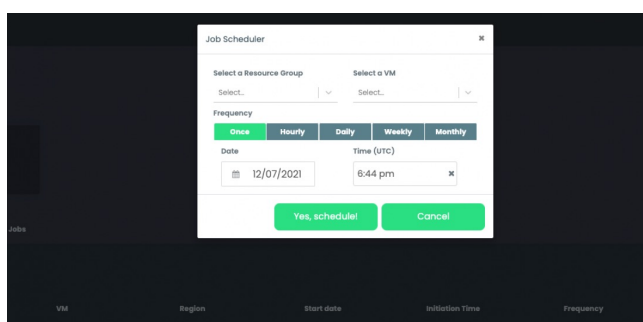 Job Scheduler ×
Select a Resource Group Select a VM
Select... Select...
Frequency
Once Hourly Daily Weekly Monthly
Date Time (UTC)
12/07/2021 6:44 pm ×
Yes, schedule! Cancel
Jobs
VM Region Start date Initiation Time Frequency